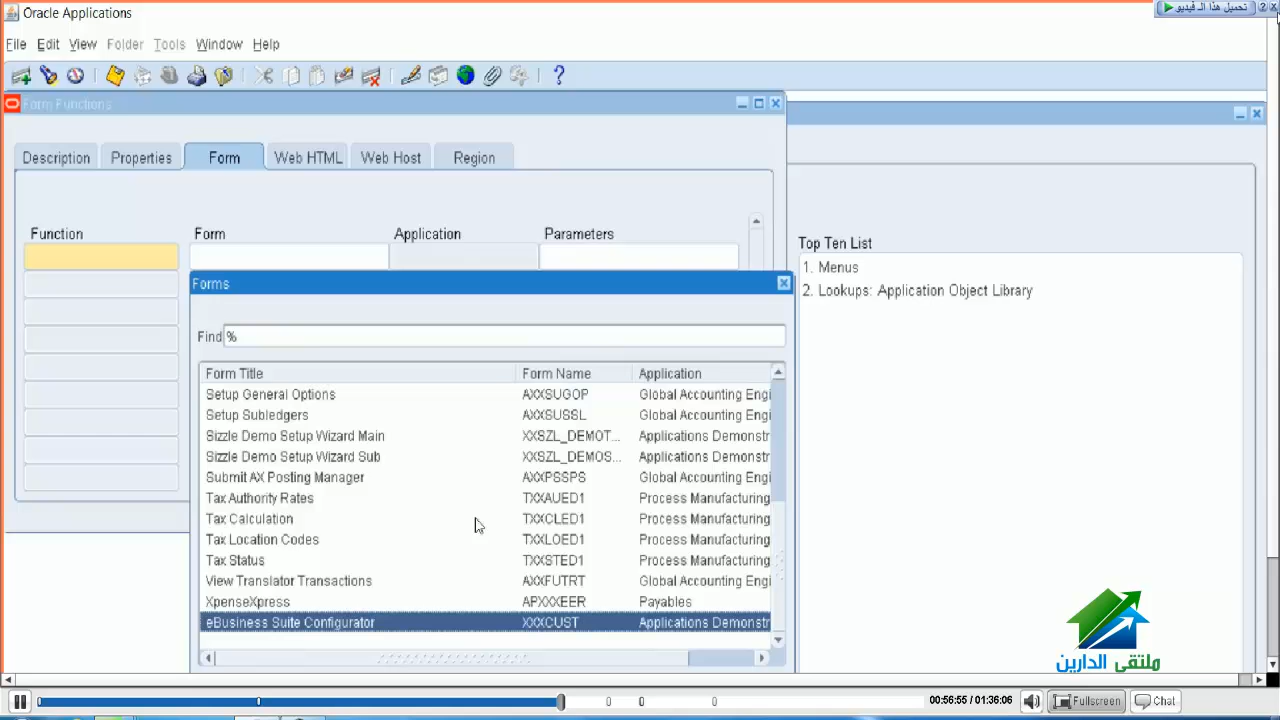 Oracle Applications
تحميل هذا الـ فيديو
File Edit View Folder Tools Window Help
Form Functions
Description Properties Form Web HTML Web Host Region
Function Form Application Parameters
Top Ten List
1. Menus
2. Lookups: Application Object Library
Forms
Find %
Form Title Form Name Application
Setup General Options AXXSUGOP Global Accounting Engi
Setup Subledgers AXXSUSSL Global Accounting Engi
Sizzle Demo Setup Wizard Main XXSZL_DEMOT... Applications Demonstr
Sizzle Demo Setup Wizard Sub XXSZL_DEMOS... Applications Demonstr
Submit AX Posting Manager AXXPSSPS Global Accounting Engi
Tax Authority Rates TXXAUED1 Process Manufacturing
Tax Calculation TXXCLED1 Process Manufacturing
Tax Location Codes TXXLOED1 Process Manufacturing
Tax Status TXXSTED1 Process Manufacturing
View Translator Transactions AXXFUTRT Global Accounting Engi
XpenseXpress APXXXEER Payables
eBusiness Suite Configurator XXXCUST Applications Demonstr
ملتقى الدارين
0 0 0 00:56:55 / 01:36:06 Fullscreen Chat